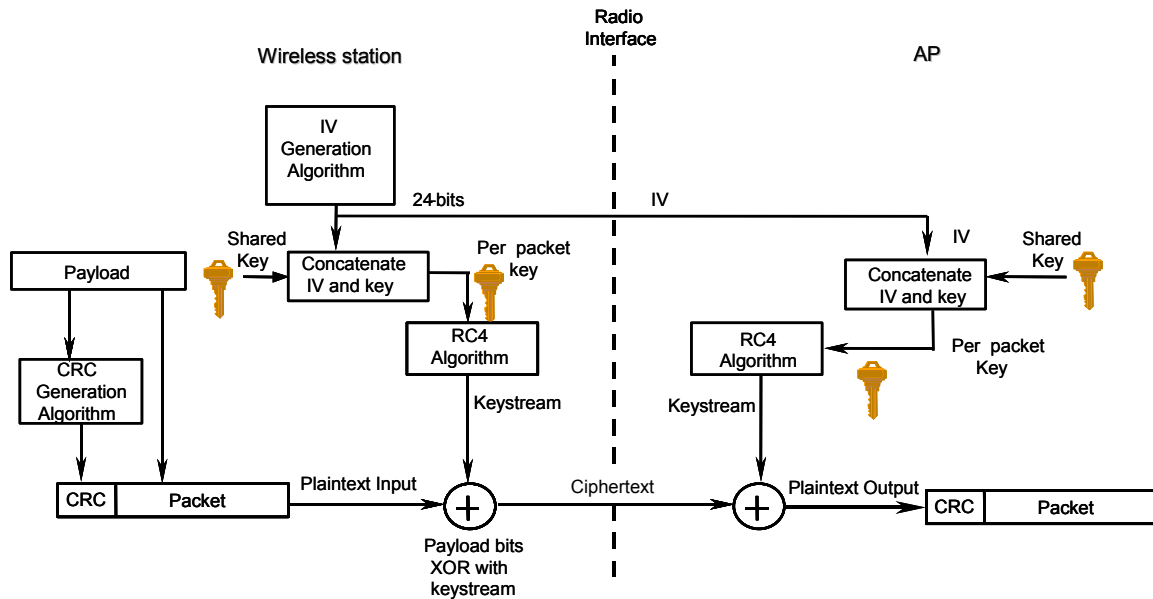 Radio
Interface
Wireless station
AP
IV
Generation
Algorithm
24-bits
IV
Shared
Key
Per packet
key
IV
Shared
Key
Payload
Concatenate
IV and key
Concatenate
IV and key
RC4
Algorithm
RC4
Algorithm
Per packet
Key
CRC
Generation
Algorithm
Keystream
Keystream
CRC
Packet
Plaintext Input
Ciphertext
Plaintext Output
CRC
Packet
Payload bits
XOR with
keystream